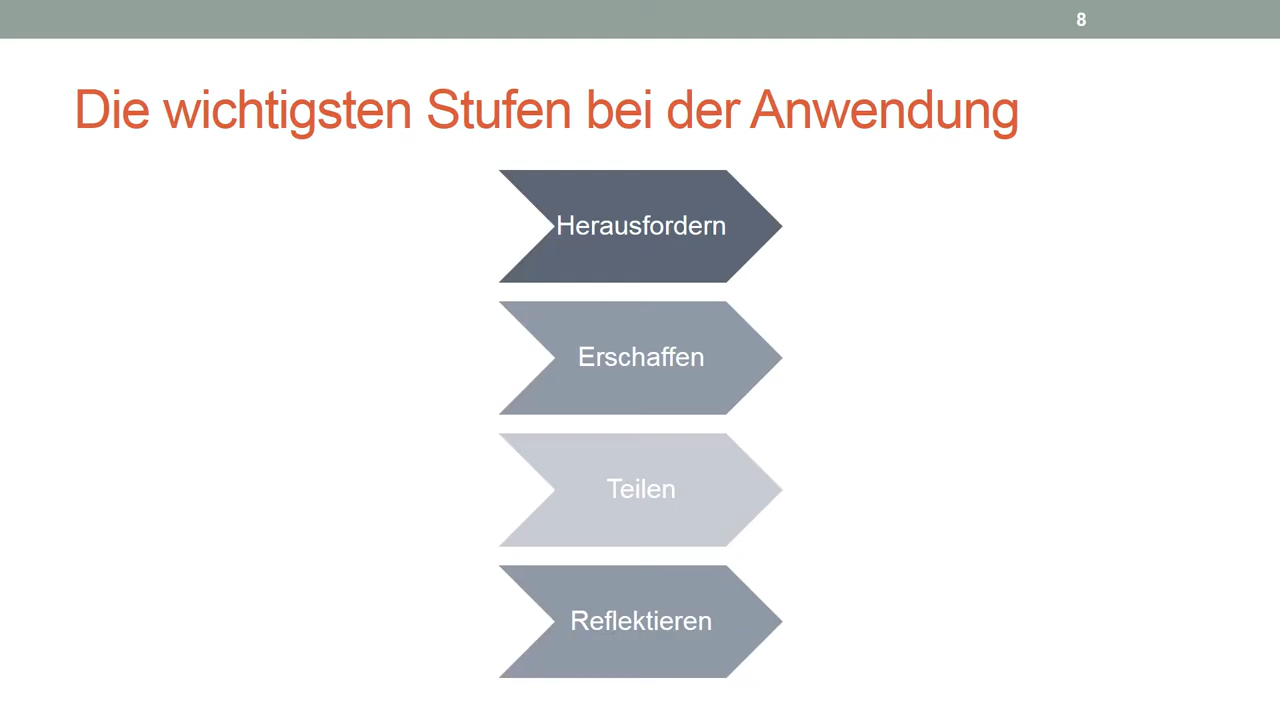 8
Die wichtigsten Stufen bei der Anwendung
Herausfordern
Erschaffen
Teilen
Reflektieren